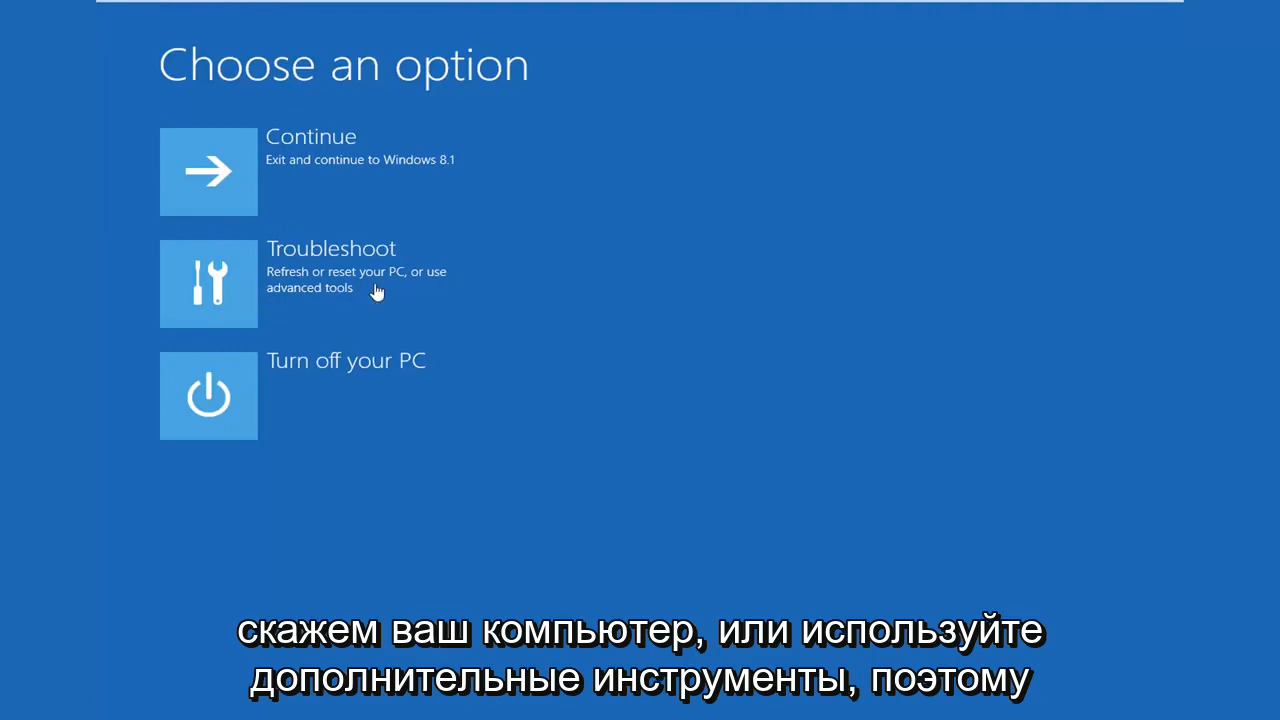 Choose an option
Continue
Exit and continue to Windows 8.1
Troubleshoot
Refresh or reset your PC, or use
advanced tools
Turn off your PC
скажем ваш компьютер, или используйте
дополнительные инструменты, поэтому